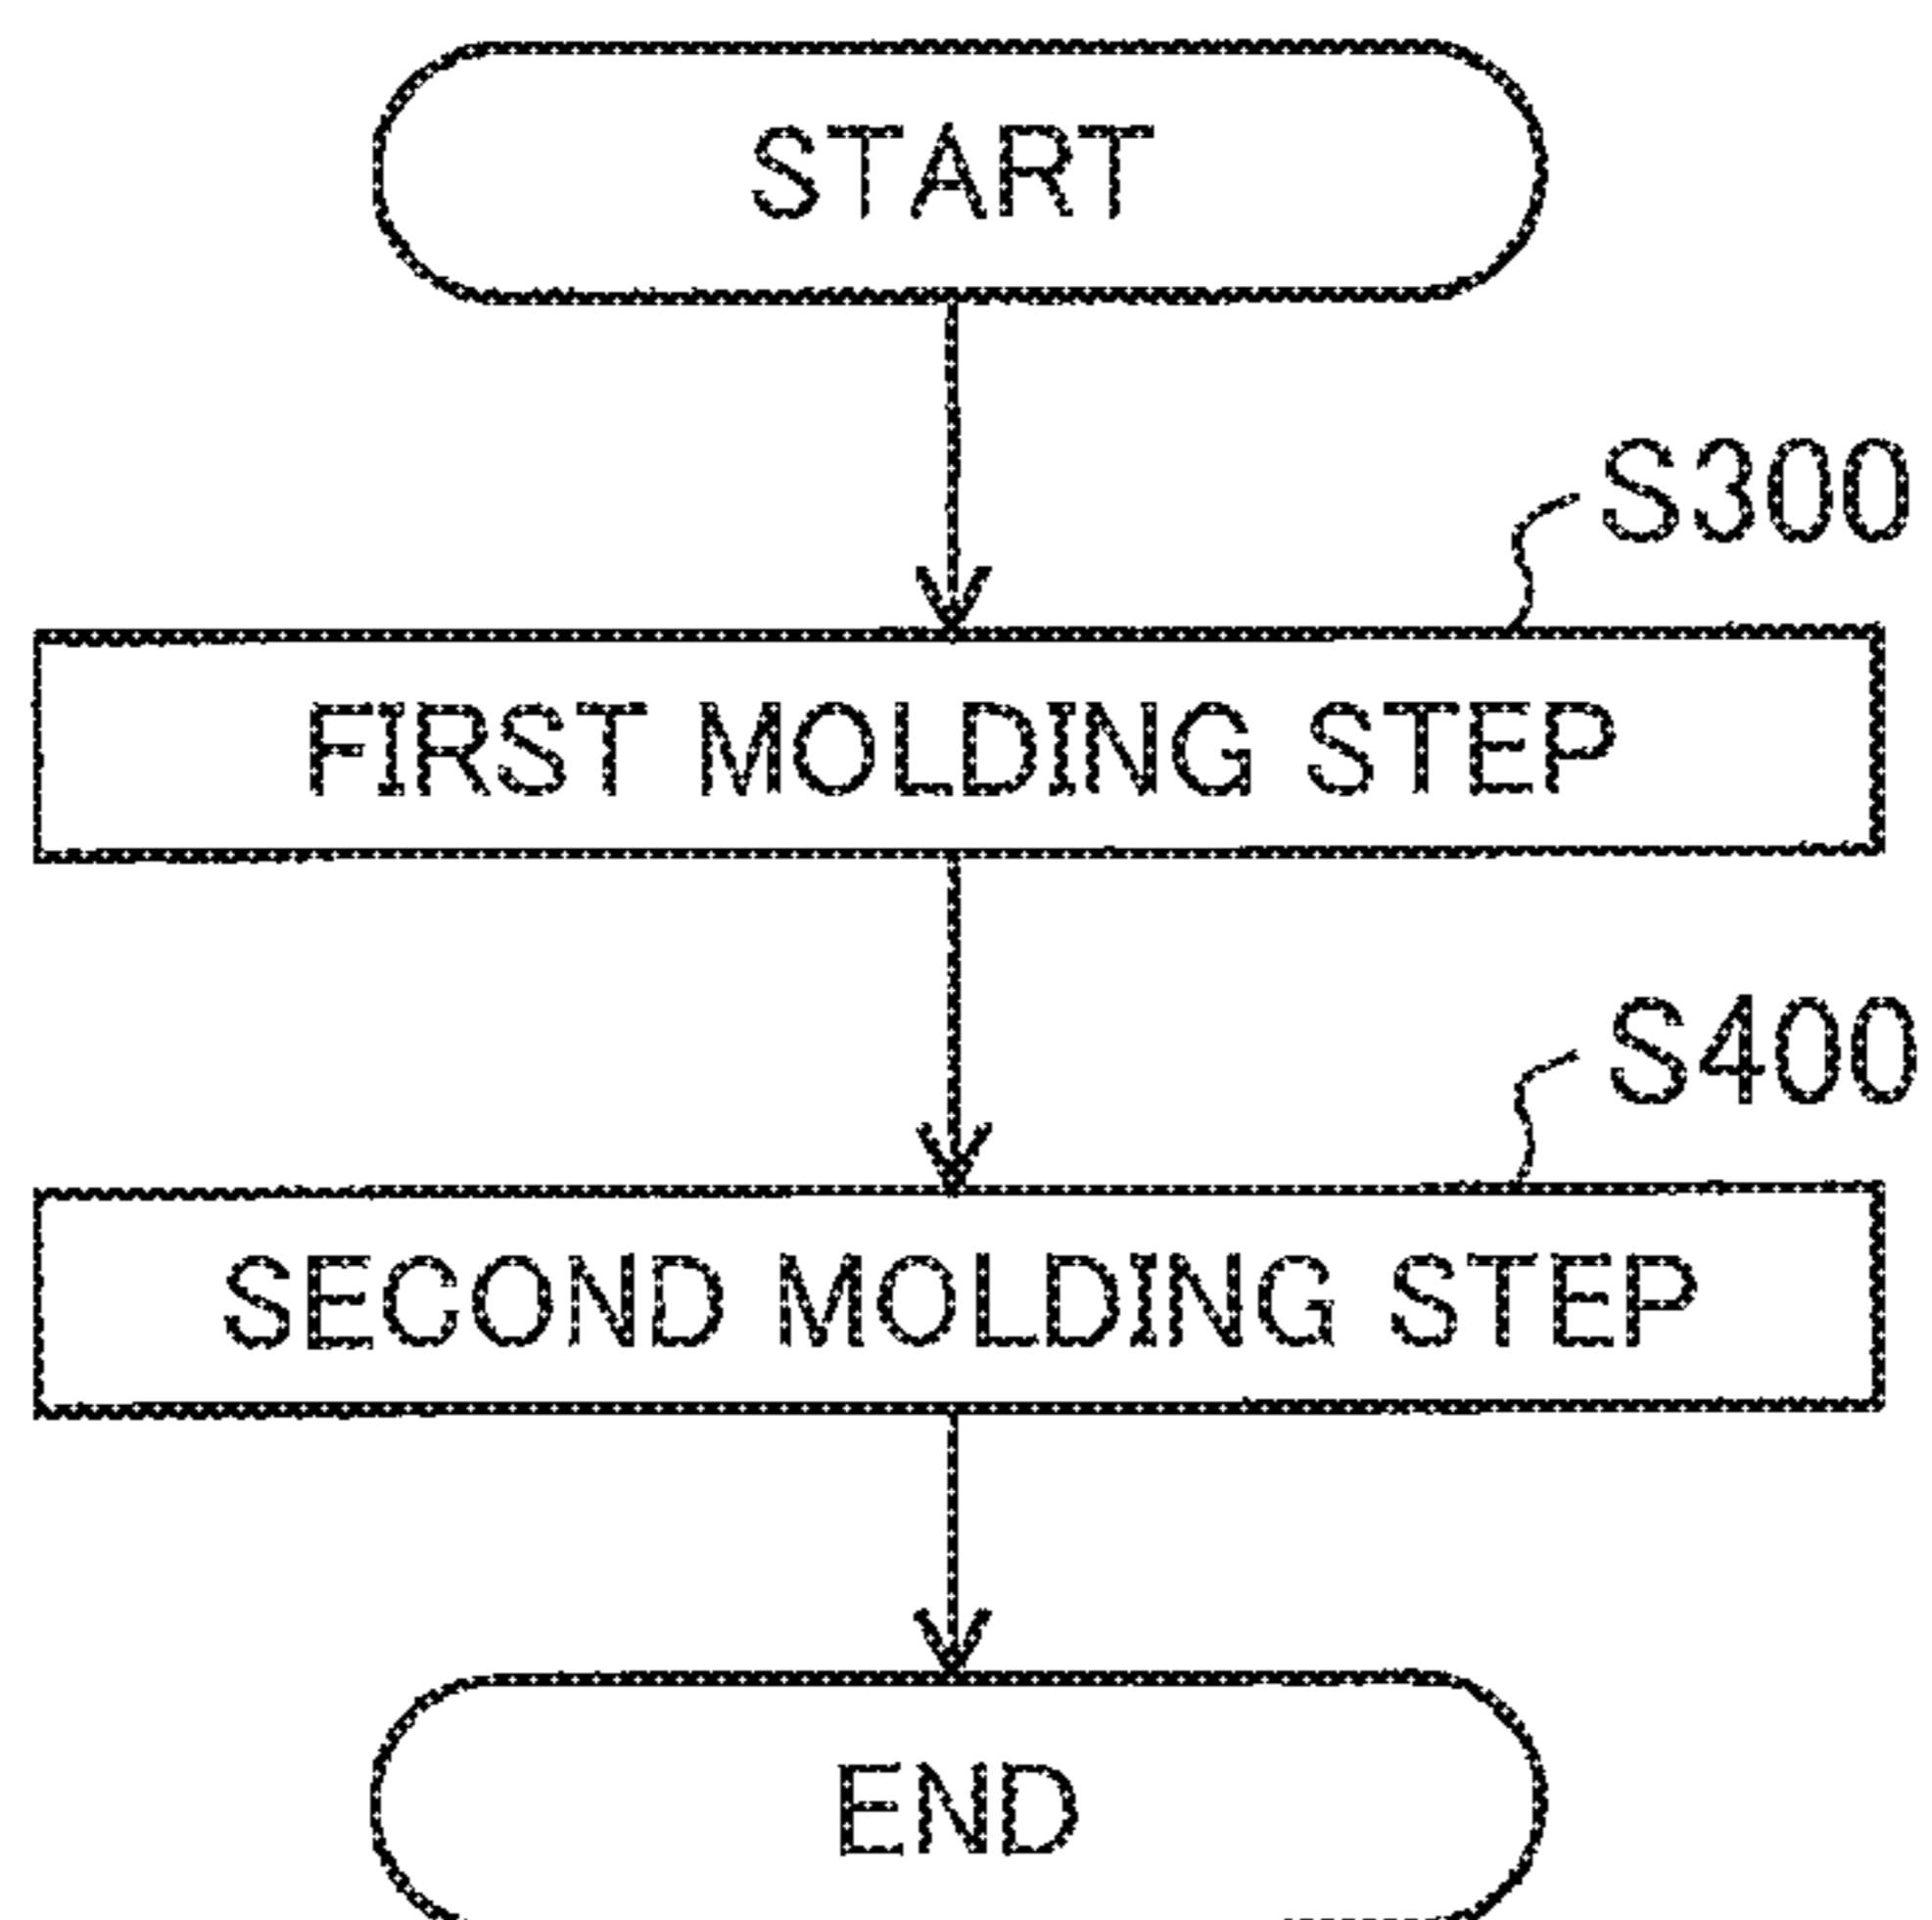 START
S300
FIRST MOLDING STEP
S400
SECOND MOLDING STEP
END